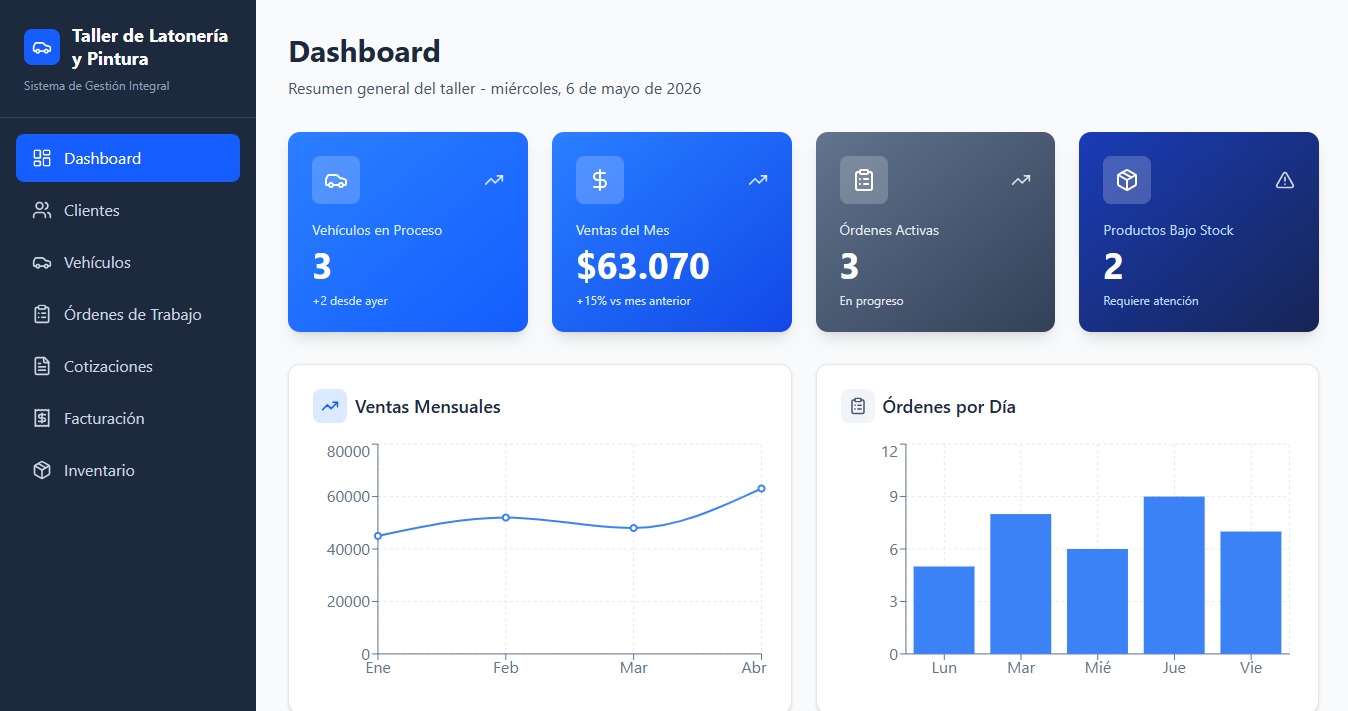 Taller de Latonería
y Pintura
Sistema de Gestión Integral
Dashboard
Clientes
Vehículos
Órdenes de Trabajo
Cotizaciones
Facturación
Inventario
Dashboard
Resumen general del taller - miércoles, 6 de mayo de 2026
Vehículos en Proceso
3
+2 desde ayer
Ventas del Mes
$63.070
+15% vs mes anterior
Órdenes Activas
3
En progreso
Productos Bajo Stock
2
Requiere atención
Ventas Mensuales
80000
60000
40000
20000
0
Ene Feb Mar Abr
Órdenes por Día
12
9
6
3
0
Lun Mar Mié Jue Vie